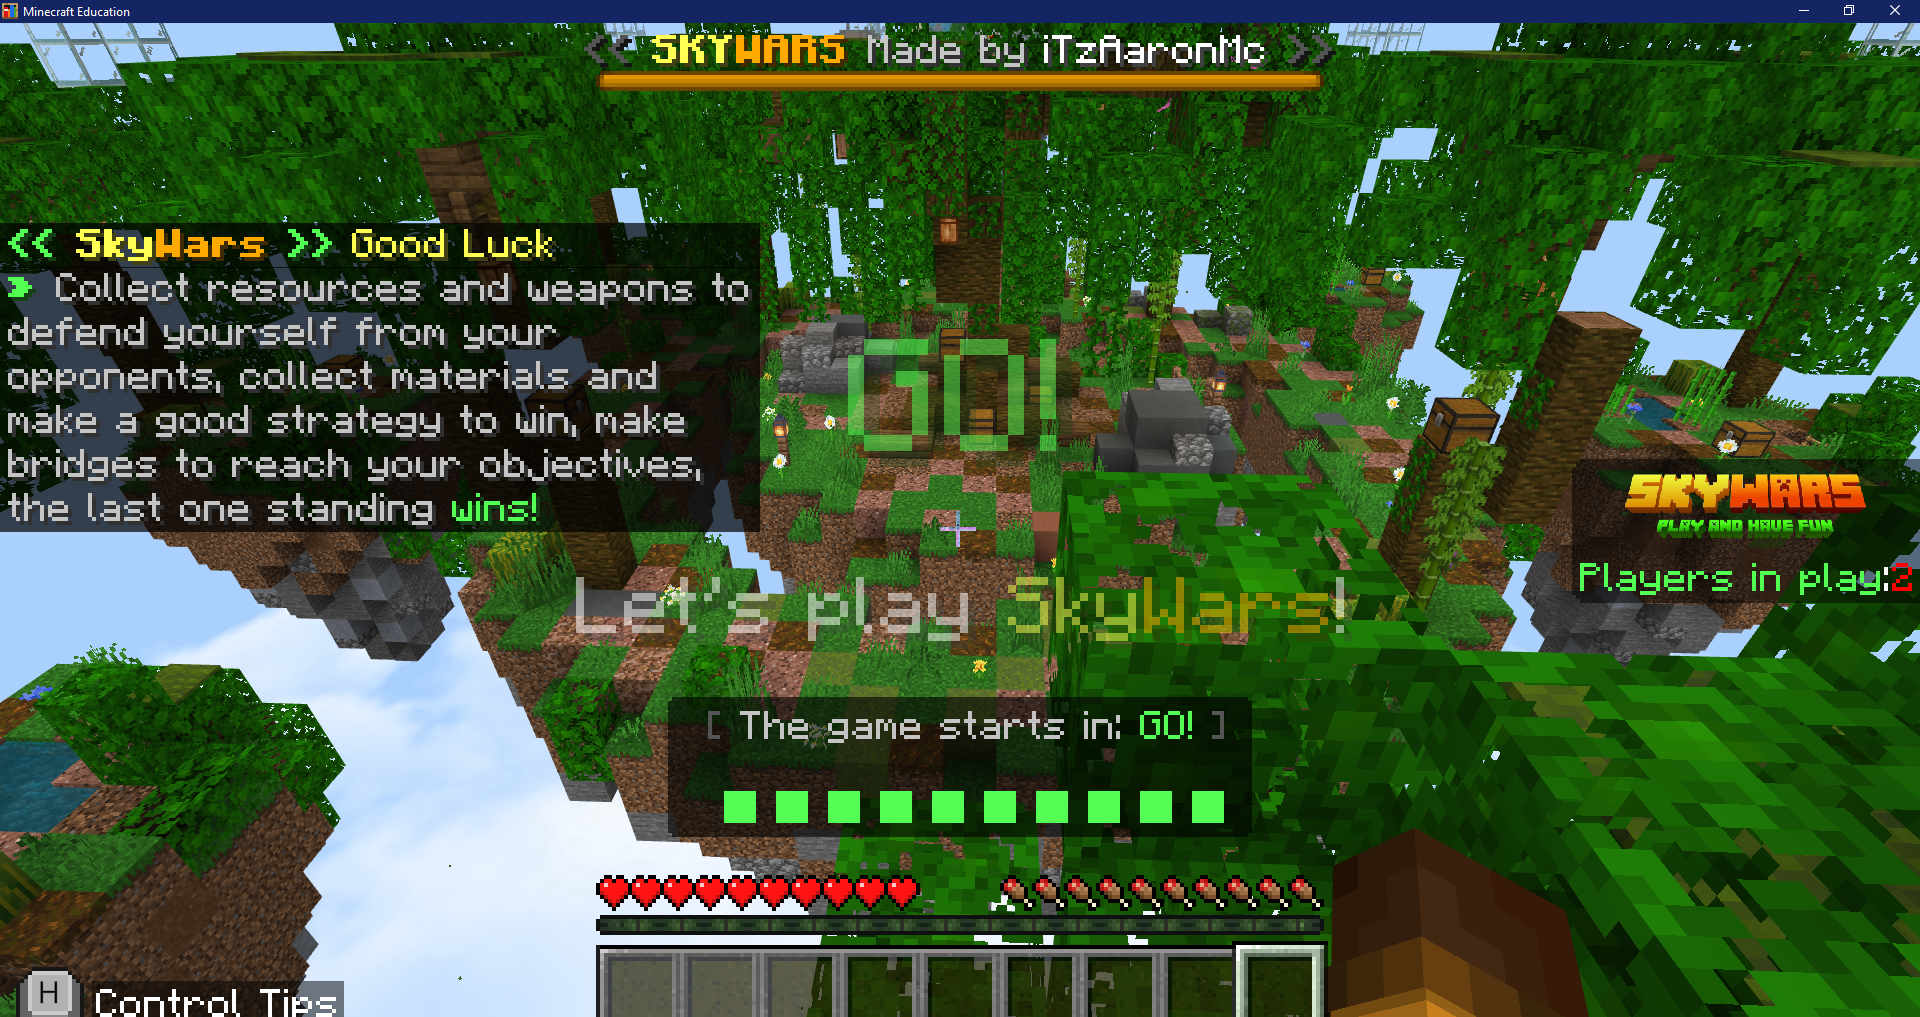 Minecraft Education
<< SKYWARS Made by iTzAaronMc >>
<< SkyWars >> Good Luck
Collect resources and weapons to
defend yourself from your
opponents, collect materials and
make a good strategy to win, make
bridges to reach your objectives,
the last one standing wins!
GO!
Let's play SkyWars!
SKYWARS
PLAY AND HAVE FUN
Players in play:2
[ The game starts in: GO! ]
H
Control Tips